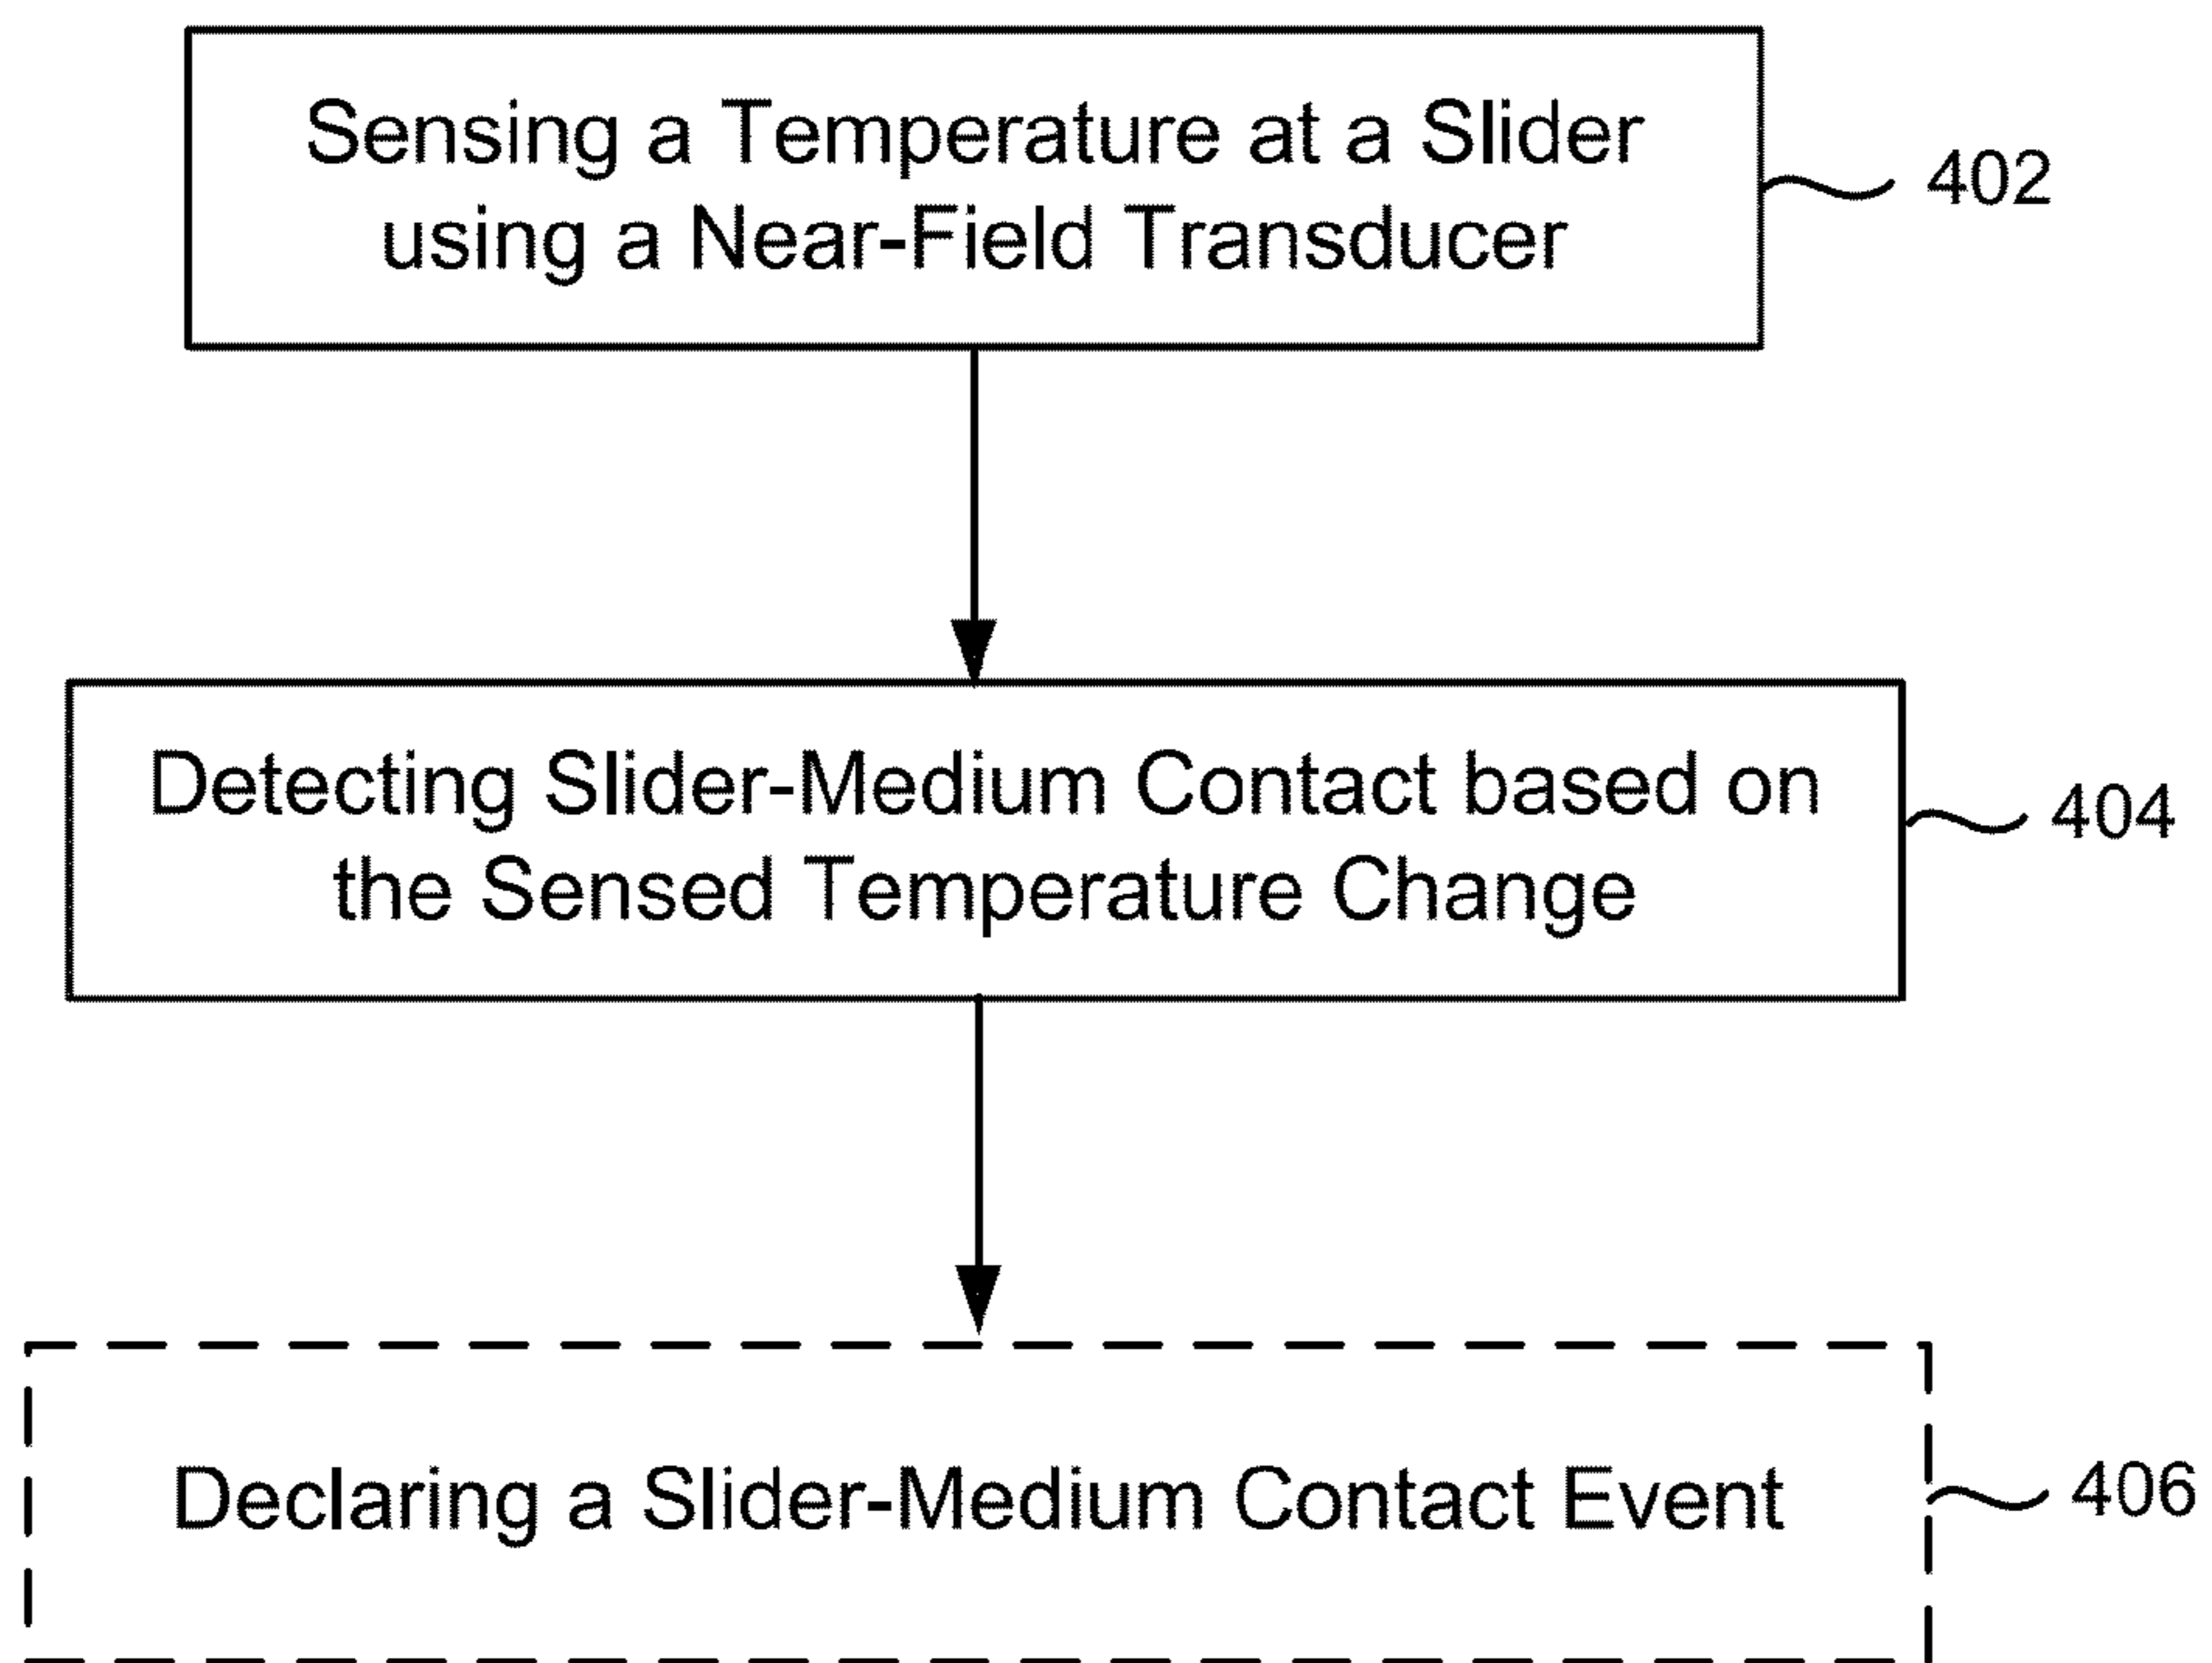 Sensing a Temperature at a Slider
using a Near-Field Transducer
402
Detecting Slider-Medium Contact based on
the Sensed Temperature Change
404
Declaring a Slider-Medium Contact Event
406